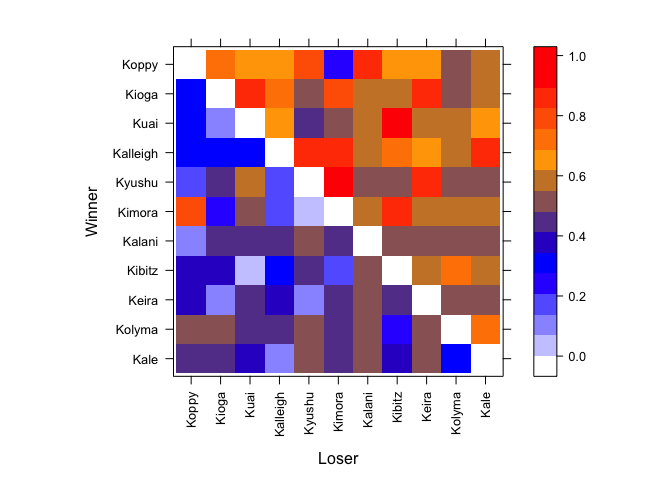 Winner
Koppy
Kioga
Kuai
Kalleigh
Kyushu
Kimora
Kalani
Kibitz
Keira
Kolyma
Kale
Koppy
Kioga
Kuai
Kalleigh
Kyushu
Kimora
Kalani
Kibitz
Keira
Kolyma
Kale
Loser
1.0
0.8
0.6
0.4
0.2
0.0